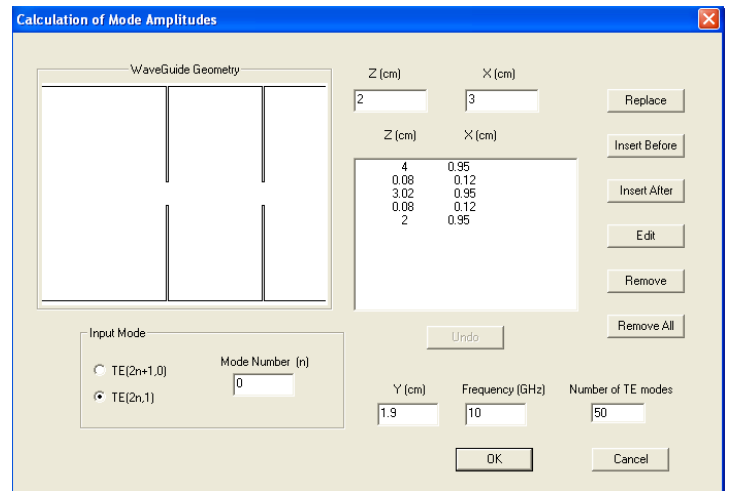 Calculation of Mode Amplitudes
WaveGuide Geometry
Z (cm) X (cm)
2 3
Replace
Z (cm) X (cm)
Insert Before
4 0.95
0.08 0.12
3.02 0.95
0.08 0.12
2 0.95
Insert After
Edit
Remove
Remove All
Undo
Input Mode
TE(2n+1,0)
TE(2n,1)
Mode Number (n)
0
Y (cm) Frequency (GHz) Number of TE modes
1.9 10 50
OK Cancel